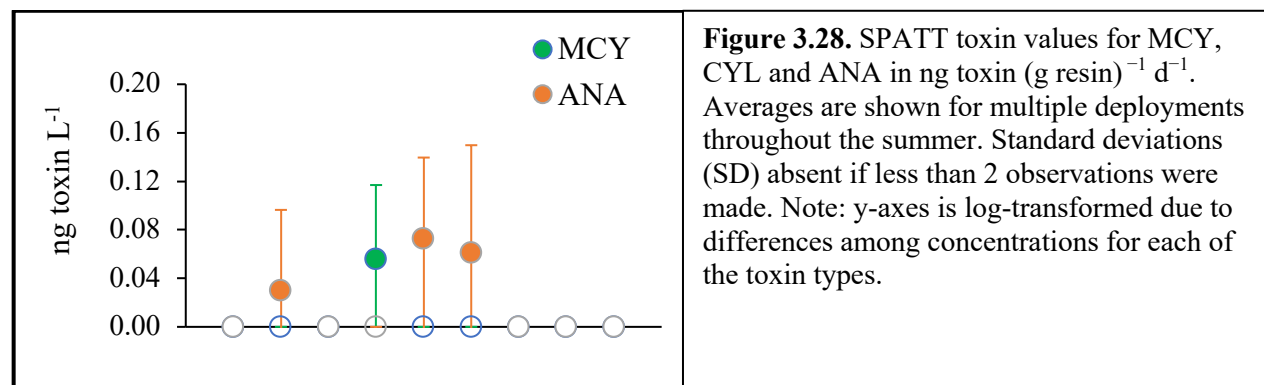 MCY
ANA
0.20
0.16
0.12
0.08
0.04
0.00
ng toxin L⁻¹
Figure 3.28. SPATT toxin values for MCY,
CYL and ANA in ng toxin (g resin) ⁻¹ d⁻¹.
Averages are shown for multiple deployments
throughout the summer. Standard deviations
(SD) absent if less than 2 observations were
made. Note: y-axes is log-transformed due to
differences among concentrations for each of
the toxin types.